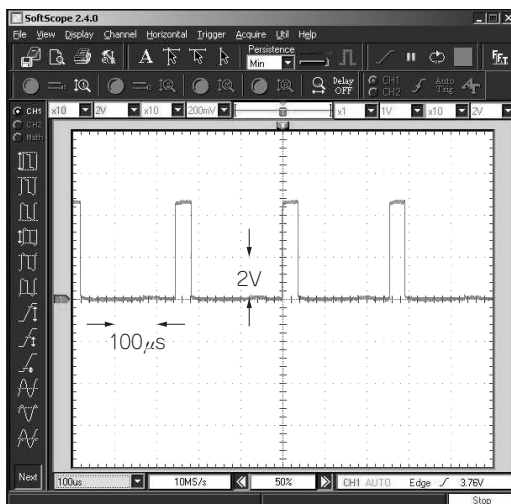 SoftScope 2.4.0
File View Display Channel Horizontal Trigger Acquire Util Help
A Persistence
Min
FFT
Delay
OFF
CH1
CH2
Auto
Trig
CH1 x10 2V x10 200mV T x1 1V x10 2V
CH2
Math
2V
100μs
Next
100us 10MS/s 50% CH1 AUTO Edge 3.76V
Stop